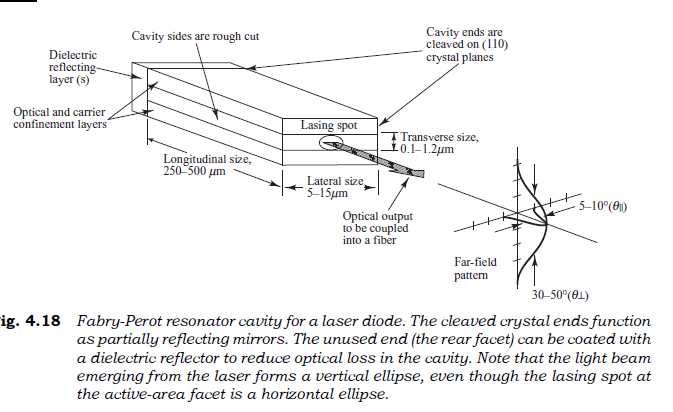 Cavity sides are rough cut
Cavity ends are
cleaved on (110)
crystal planes
Dielectric
reflecting
layer (s)
Optical and carrier
confinement layers
Lasing spot
Transverse size,
0.1–1.2μm
Longitudinal size,
250–500 μm
Lateral size
5–15μm
Optical output
to be coupled
into a fiber
5–10°(θ∥)
Far-field
pattern
30–50°(θ⊥)
ig. 4.18 Fabry-Perot resonator cavity for a laser diode. The cleaved crystal ends function
as partially reflecting mirrors. The unused end (the rear facet) can be coated with
a dielectric reflector to reduce optical loss in the cavity. Note that the light beam
emerging from the laser forms a vertical ellipse, even though the lasing spot at
the active-area facet is a horizontal ellipse.